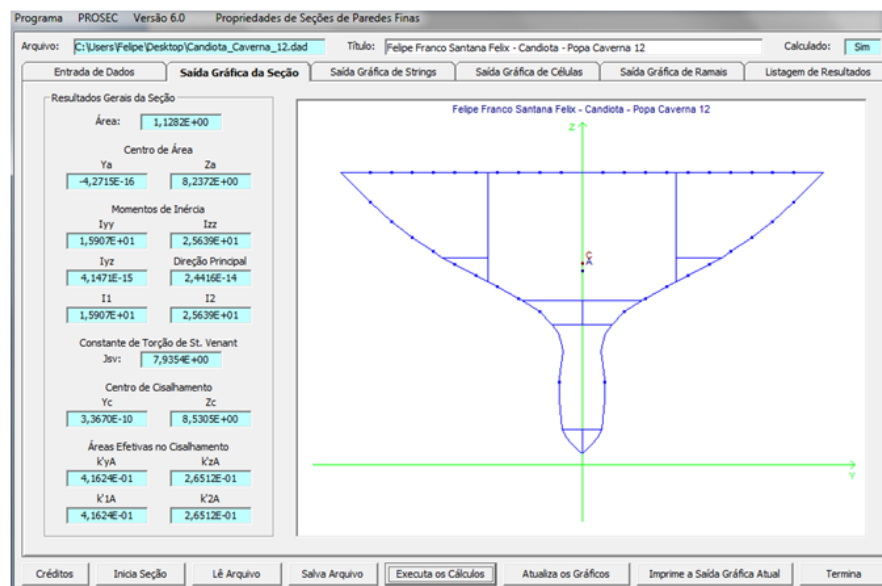 Programa PROSEC Versão 6.0 Propriedades de Seções de Paredes Finas
Arquivo: C:\Users\Felipe\Desktop\Candiota_Caverna_12.dad Título: Felipe Franco Santana Felix - Candiota - Popa Caverna 12 Calculado: Sim
Entrada de Dados Saída Gráfica da Seção Saída Gráfica de Strings Saída Gráfica de Células Saída Gráfica de Ramais Listagem de Resultados
Resultados Gerais da Seção
Área: 1,1282E+00
Centro de Área
Ya Za
-4,2715E-16 8,2372E+00
Momentos de Inércia
Iyy Izz
1,5907E+01 2,5639E+01
Iyz Direção Principal
4,1471E-15 2,4416E-14
I1 I2
1,5907E+01 2,5639E+01
Constante de Torção de St. Venant
Jsv: 7,9354E+00
Centro de Cisalhamento
Yc Zc
3,3670E-10 8,5305E+00
Áreas Efetivas no Cisalhamento
k'yA k'zA
4,1624E-01 2,6512E-01
k'1A k'2A
4,1624E-01 2,6512E-01
Felipe Franco Santana Felix - Candiota - Popa Caverna 12
Z
C
A
Y
Créditos Inicia Seção Lê Arquivo Salva Arquivo Executa os Cálculos Atualiza os Gráficos Imprime a Saída Gráfica Atual Termina